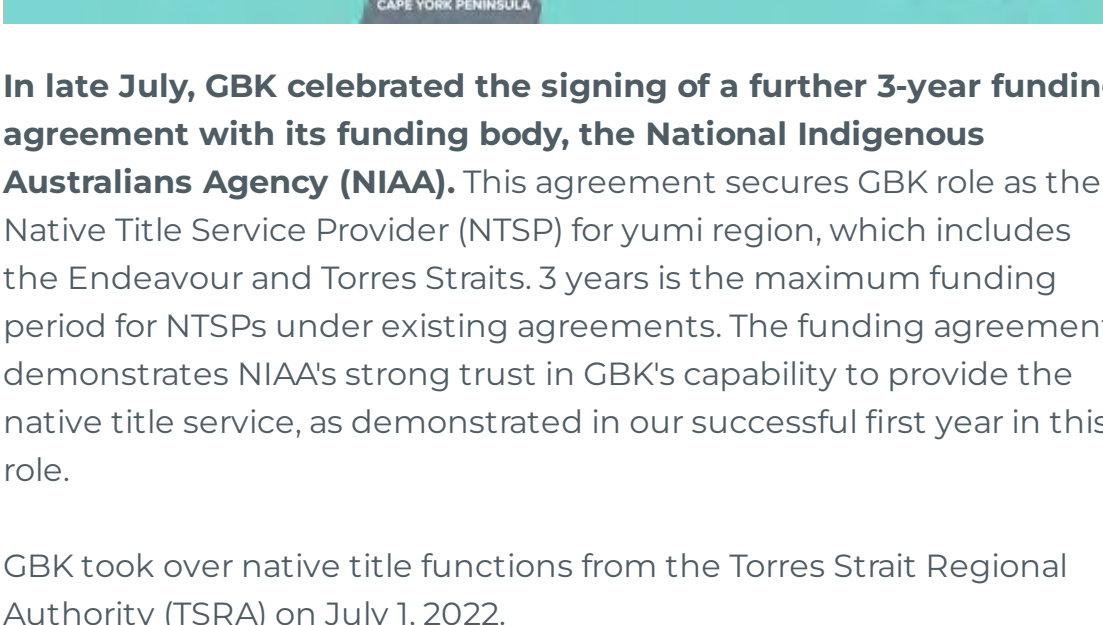 CAPE YORK PENINSULA
In late July, GBK celebrated the signing of a further 3-year fundin
agreement with its funding body, the National Indigenous
Australians Agency (NIAA). This agreement secures GBK role as the
Native Title Service Provider (NTSP) for yumi region, which includes
the Endeavour and Torres Straits. 3 years is the maximum funding
period for NTSPs under existing agreements. The funding agreement
demonstrates NIAA's strong trust in GBK's capability to provide the
native title service, as demonstrated in our successful first year in this
role.
GBK took over native title functions from the Torres Strait Regional
Authority (TSRA) on July 1, 2022.